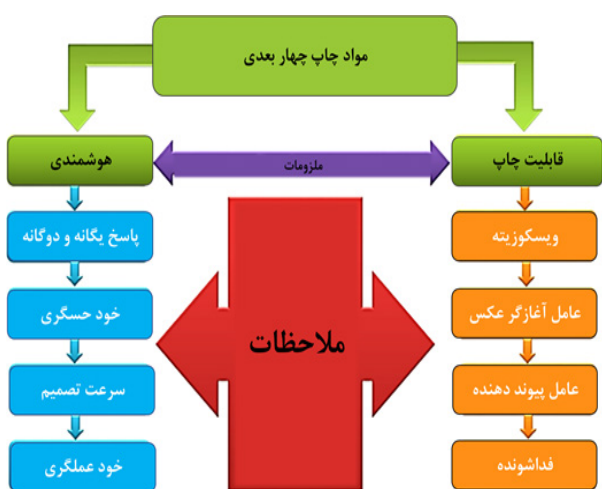 مواد چاپ چهار بعدی
قابلیت چاپ
ملزومات
هوشمندی
ویسکوزیته
پاسخ یگانه و دوگانه
عامل آغازگر عکس
خود حسگری
ملاحظات
عامل پیوند دهنده
سرعت تصمیم
فداشونده
خود عملگری